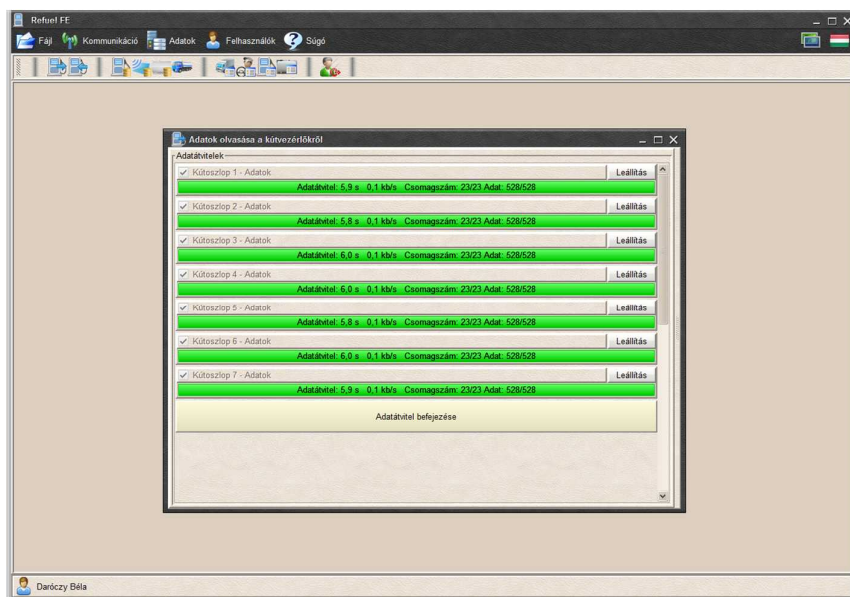 Refuel FE
Fájl Kommunikáció Adatok Felhasználók Súgó
Adatok olvasása a kútvezérlőkről
Adatátvitelek
Kútoszlop 1 - Adatok Leállítás
Adatátvitel: 5,9 s 0,1 kb/s Csomagszám: 23/23 Adat: 528/528
Kútoszlop 2 - Adatok Leállítás
Adatátvitel: 5,8 s 0,1 kb/s Csomagszám: 23/23 Adat: 528/528
Kútoszlop 3 - Adatok Leállítás
Adatátvitel: 6,0 s 0,1 kb/s Csomagszám: 23/23 Adat: 528/528
Kútoszlop 4 - Adatok Leállítás
Adatátvitel: 6,0 s 0,1 kb/s Csomagszám: 23/23 Adat: 528/528
Kútoszlop 5 - Adatok Leállítás
Adatátvitel: 5,8 s 0,1 kb/s Csomagszám: 23/23 Adat: 528/528
Kútoszlop 6 - Adatok Leállítás
Adatátvitel: 6,0 s 0,1 kb/s Csomagszám: 23/23 Adat: 528/528
Kútoszlop 7 - Adatok Leállítás
Adatátvitel: 5,9 s 0,1 kb/s Csomagszám: 23/23 Adat: 528/528
Adatátvitel befejezése
Daróczy Béla